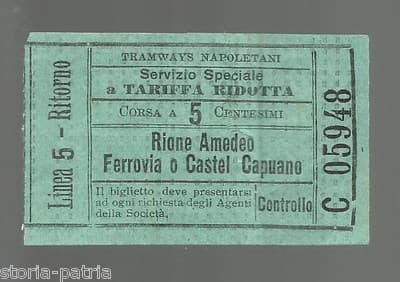 Linea 5 - Ritorno
TRAMWAYS NAPOLETANI
Servizio Speciale
a TARIFFA RIDOTTA
CORSA A 5 CENTESIMI
Rione Amedeo
Ferrovia o Castel Capuano
Il biglietto deve presentarsi
ad ogni richiesta degli Agenti
della Società,
Controllo
C 05948
storia-patria